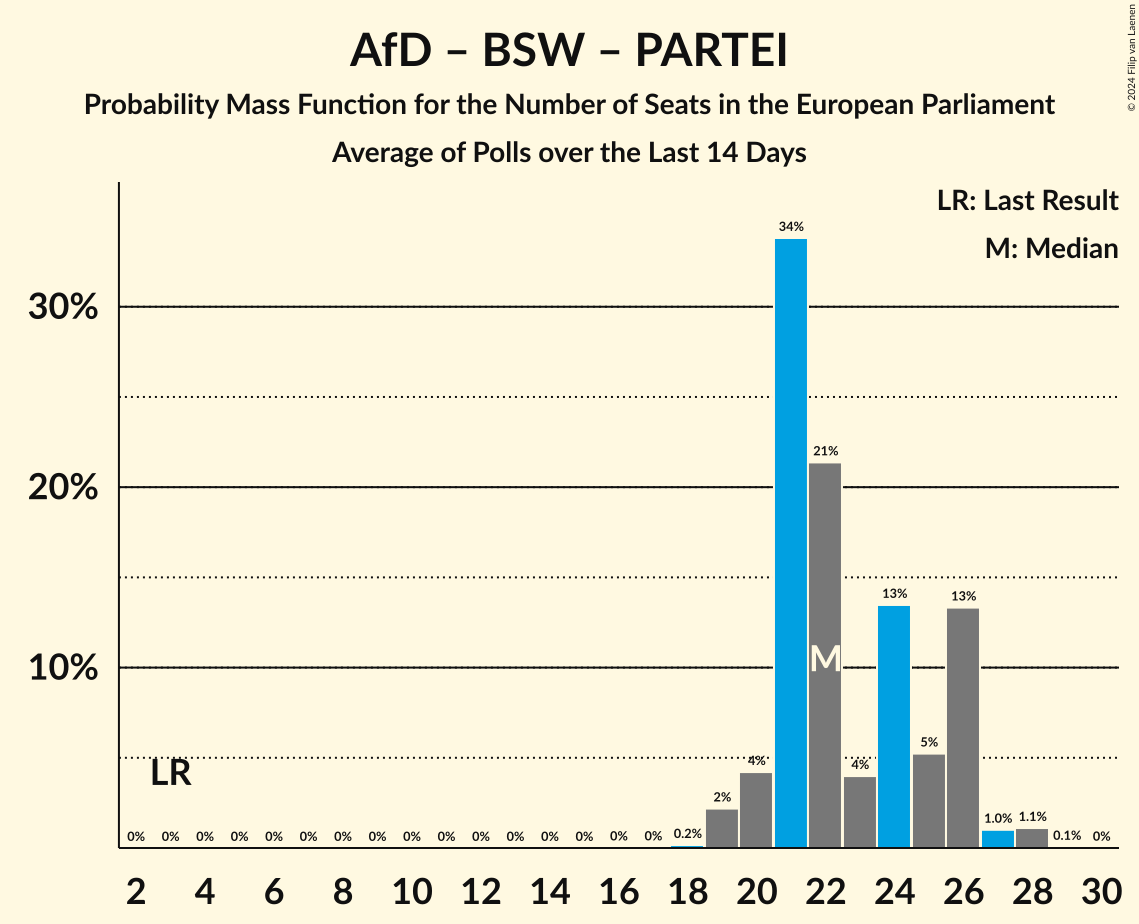 AfD – BSW – PARTEI
Probability Mass Function for the Number of Seats in the European Parliament
Average of Polls over the Last 14 Days
© 2024 Filip van Laenen
LR: Last Result
M: Median
34%
30%
21%
20%
13% 13%
10%
M
5%
4% 4%
LR
2%
1.0% 1.1%
0% 0% 0% 0% 0% 0% 0% 0% 0% 0% 0% 0% 0% 0% 0% 0% 0.2% 0.1% 0%
2 4 6 8 10 12 14 16 18 20 22 24 26 28 30